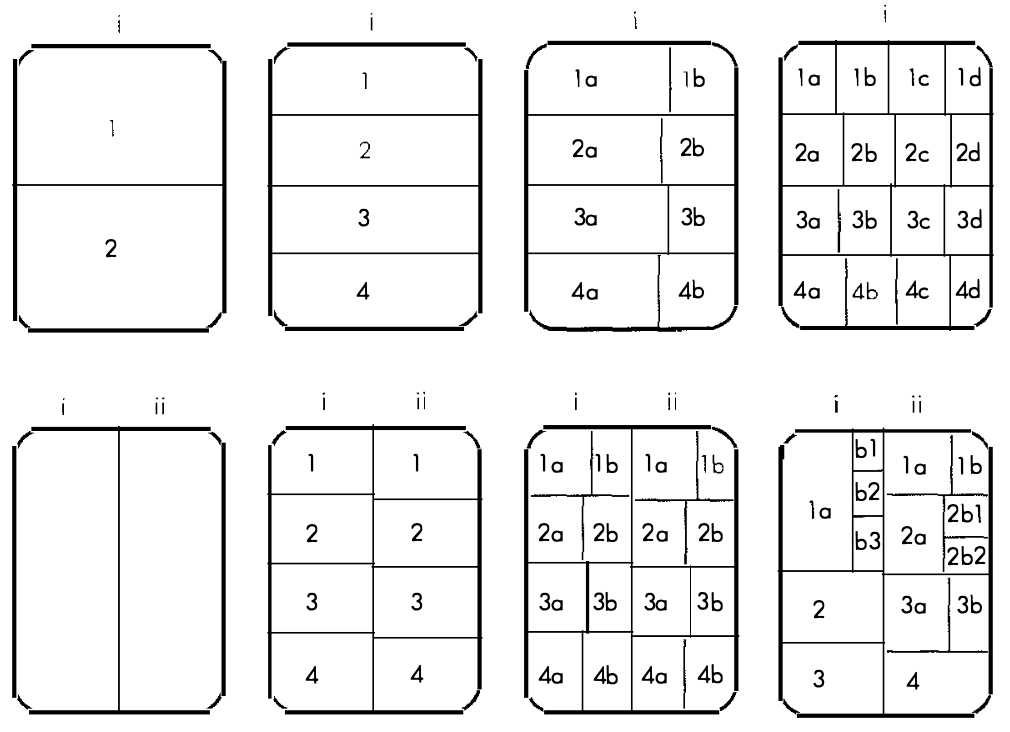 i
1
2
i
1
2
3
4
i
1a 1b
2a 2b
3a 3b
4a 4b
i
1a 1b 1c 1d
2a 2b 2c 2d
3a 3b 3c 3d
4a 4b 4c 4d
i ii
i ii
1 1
2 2
3 3
4 4
i ii
1a 1b 1a 1b
2a 2b 2a 2b
3a 3b 3a 3b
4a 4b 4a 4b
i ii
b1
1a 1b
b2
1a
2b1
b3
2a
2b2
2
3a 3b
3
4